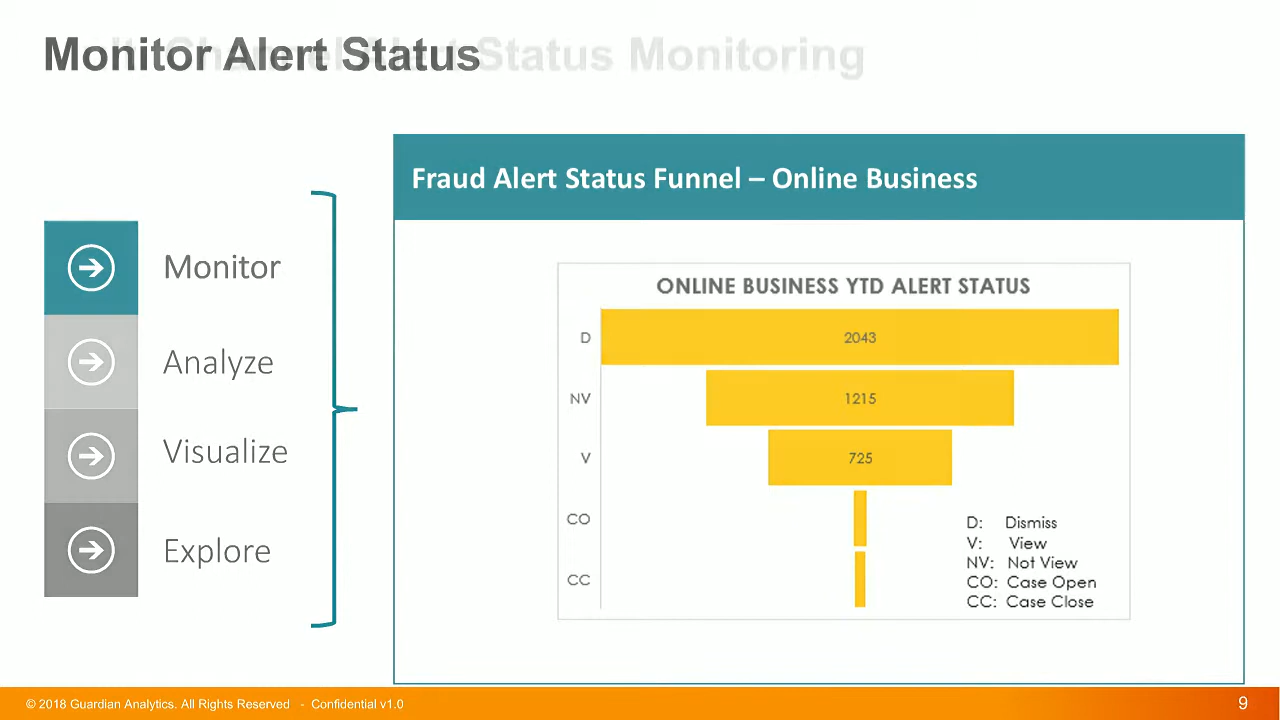 Monitor Alert Status
Status Monitoring
Fraud Alert Status Funnel – Online Business
Monitor
Analyze
Visualize
Explore
ONLINE BUSINESS YTD ALERT STATUS
D 2043
NV 1215
V 725
CO
CC
D: Dismiss
V: View
NV: Not View
CO: Case Open
CC: Case Close
© 2018 Guardian Analytics. All Rights Reserved - Confidential v1.0
9